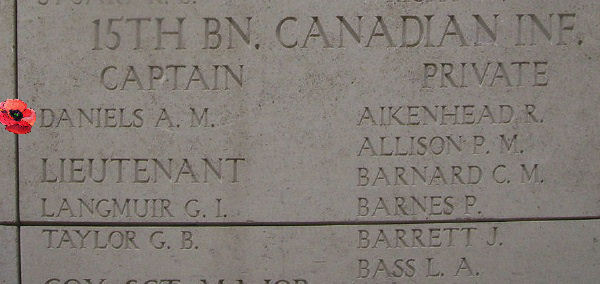 15TH BN. CANADIAN INF.
CAPTAIN
DANIELS A. M.
LIEUTENANT
LANGMUIR G. I.
TAYLOR G. B.
PRIVATE
AIKENHEAD R.
ALLISON P. M.
BARNARD C. M.
BARNES P.
BARRETT J.
BASS L. A.